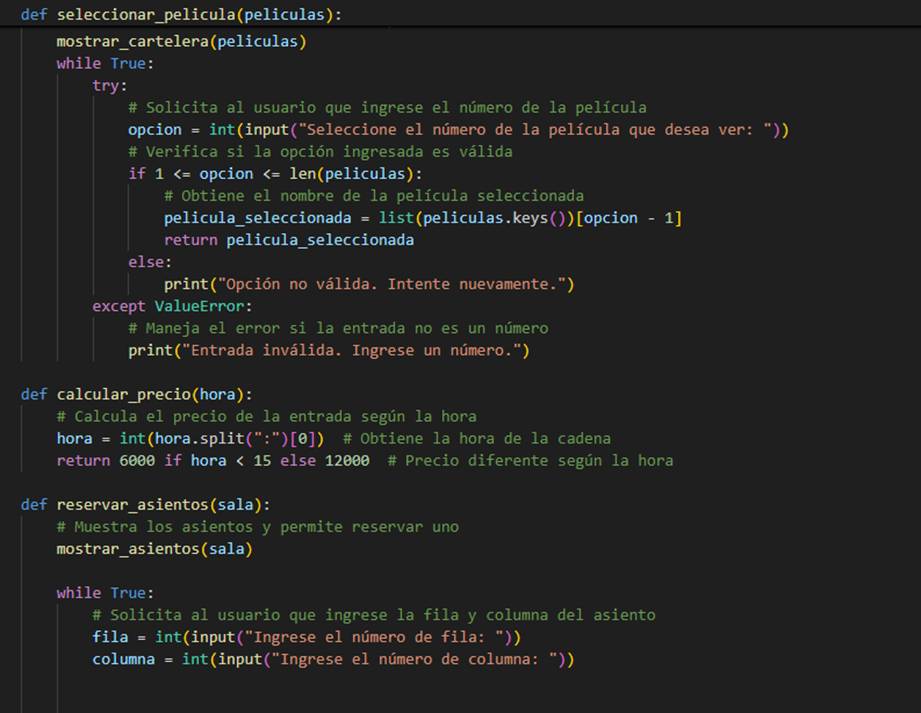 def seleccionar_pelicula(peliculas):
    mostrar_cartelera(peliculas)
    while True:
        try:
            # Solicita al usuario que ingrese el número de la película
            opcion = int(input("Seleccione el número de la película que desea ver: "))
            # Verifica si la opción ingresada es válida
            if 1 <= opcion <= len(peliculas):
                # Obtiene el nombre de la película seleccionada
                pelicula_seleccionada = list(peliculas.keys())[opcion - 1]
                return pelicula_seleccionada
            else:
                print("Opción no válida. Intente nuevamente.")
        except ValueError:
            # Maneja el error si la entrada no es un número
            print("Entrada inválida. Ingrese un número.")

def calcular_precio(hora):
    # Calcula el precio de la entrada según la hora
    hora = int(hora.split(":")[0])  # Obtiene la hora de la cadena
    return 6000 if hora < 15 else 12000  # Precio diferente según la hora

def reservar_asientos(sala):
    # Muestra los asientos y permite reservar uno
    mostrar_asientos(sala)

    while True:
        # Solicita al usuario que ingrese la fila y columna del asiento
        fila = int(input("Ingrese el número de fila: "))
        columna = int(input("Ingrese el número de columna: "))